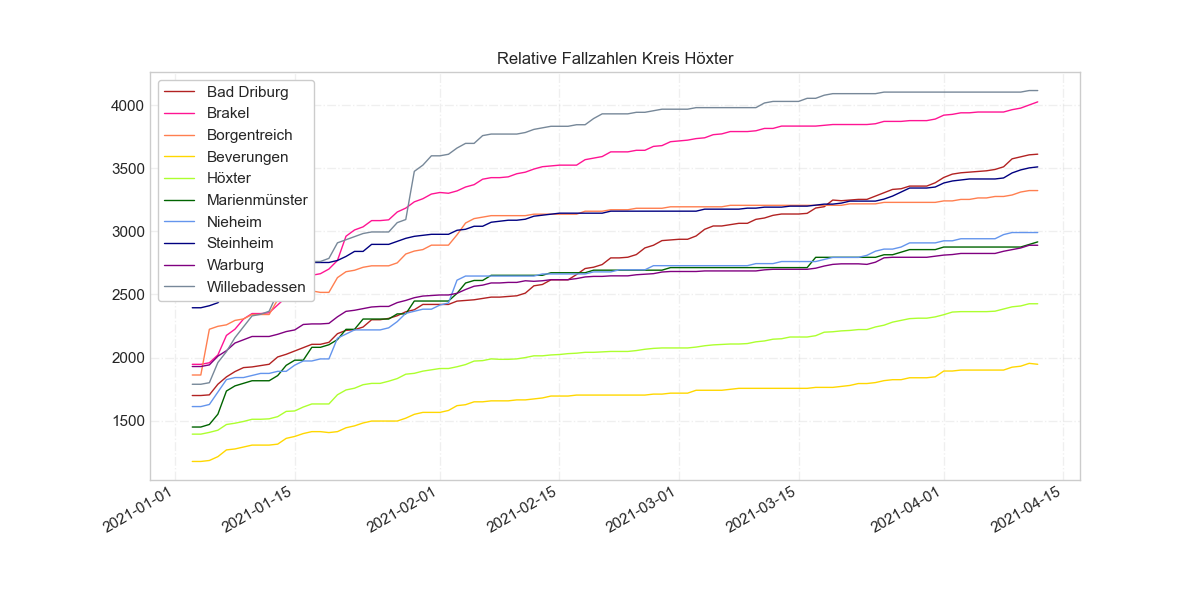 Relative Fallzahlen Kreis Höxter
Bad Driburg
Brakel
Borgentreich
Beverungen
Höxter
Marienmünster
Nieheim
Steinheim
Warburg
Willebadessen
4000
3500
3000
2500
2000
1500
2021-01-01
2021-01-15
2021-02-01
2021-02-15
2021-03-01
2021-03-15
2021-04-01
2021-04-15